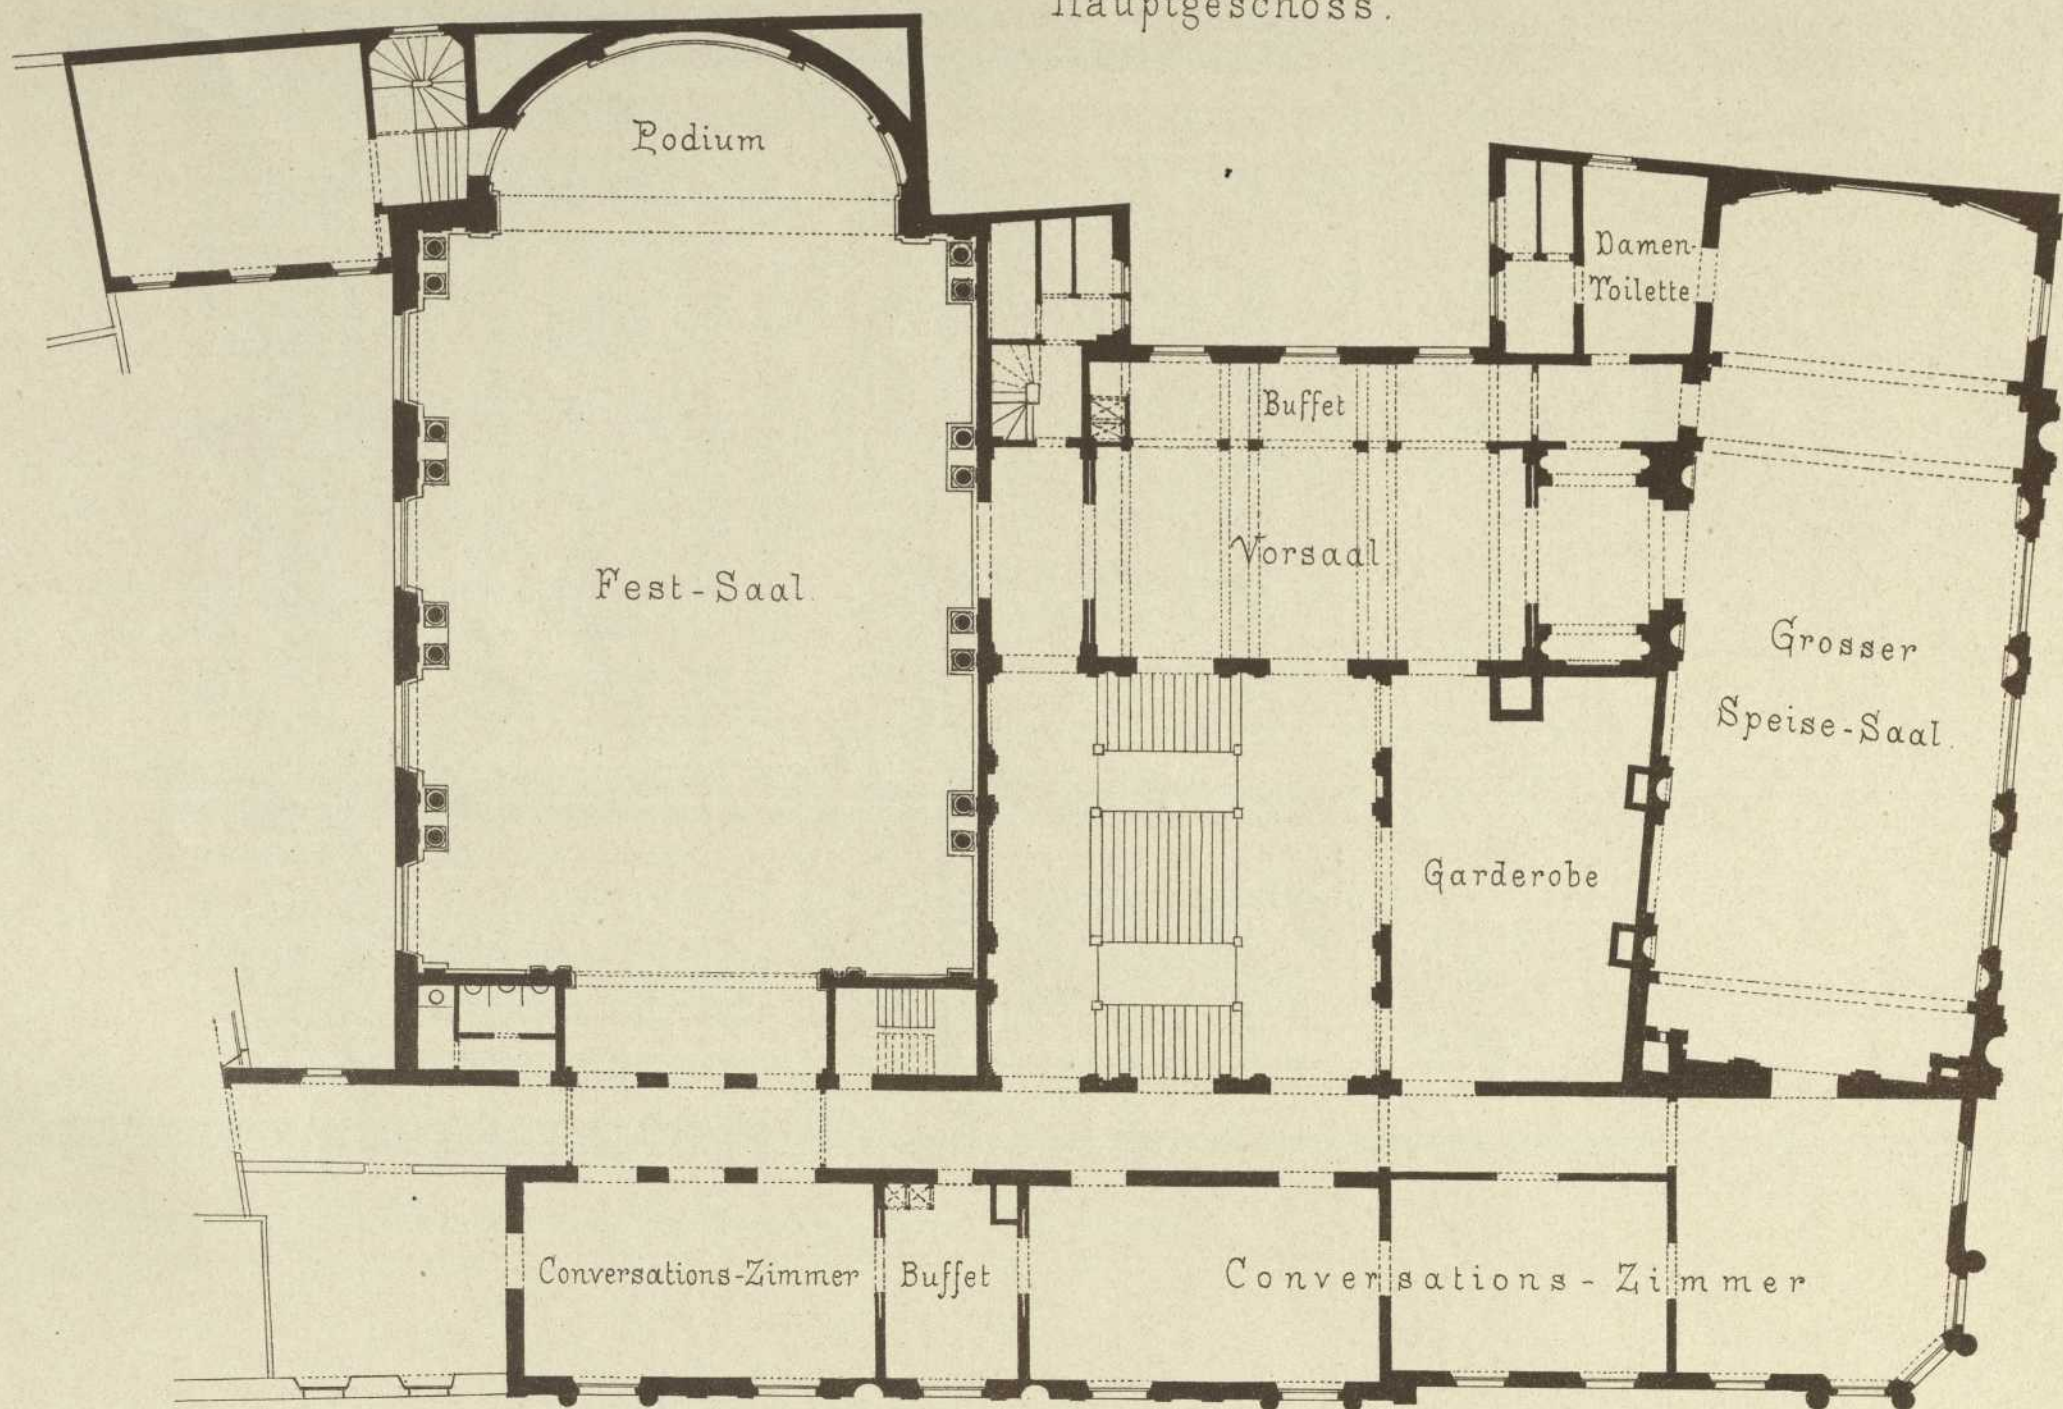 Hauptgeschoss.
Podium
Damen-
Toilette
Buffet
Vorsaal
Fest-Saal.
Grosser
Speise-Saal.
Garderobe
Conversations-Zimmer
Buffet
Conversations-Zimmer